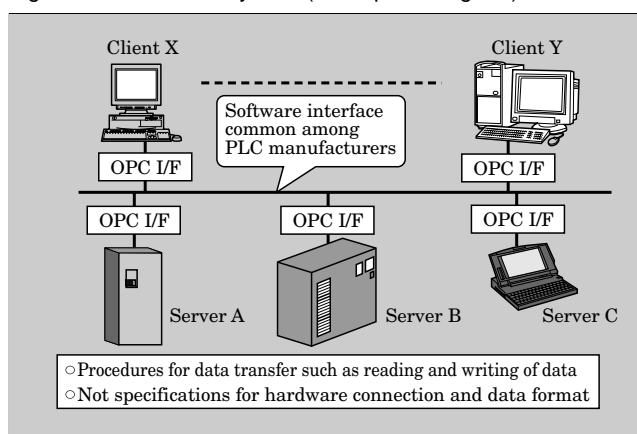 Client X
Client Y
Software interface
common among
PLC manufacturers
OPC I/F
OPC I/F
OPC I/F
OPC I/F
OPC I/F
Server A
Server B
Server C
○Procedures for data transfer such as reading and writing of data
○Not specifications for hardware connection and data format